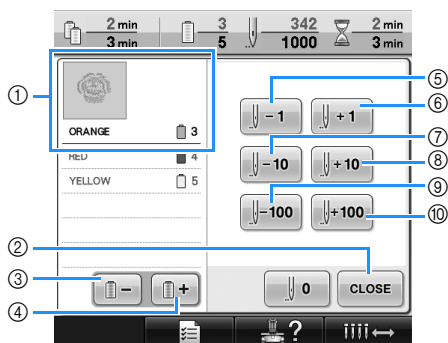 2 min 3 342 2 min
3 min 5 1000 3 min
①
ORANGE 3
RED 4
YELLOW 5
⑤ - 1 + 1 ⑥
⑦ - 10 + 10 ⑧
⑨ -100 +100 ⑩
②
③ - +
④
0 CLOSE
?